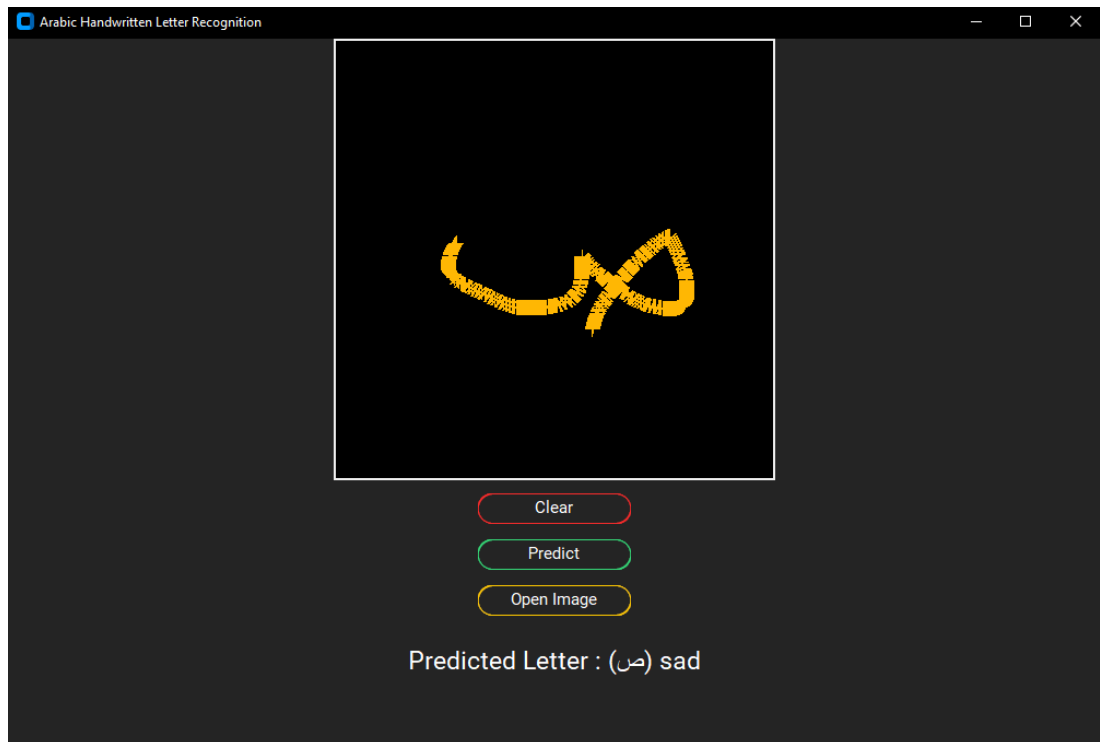 Arabic Handwritten Letter Recognition
ص
Clear
Predict
Open Image
Predicted Letter : (ص) sad